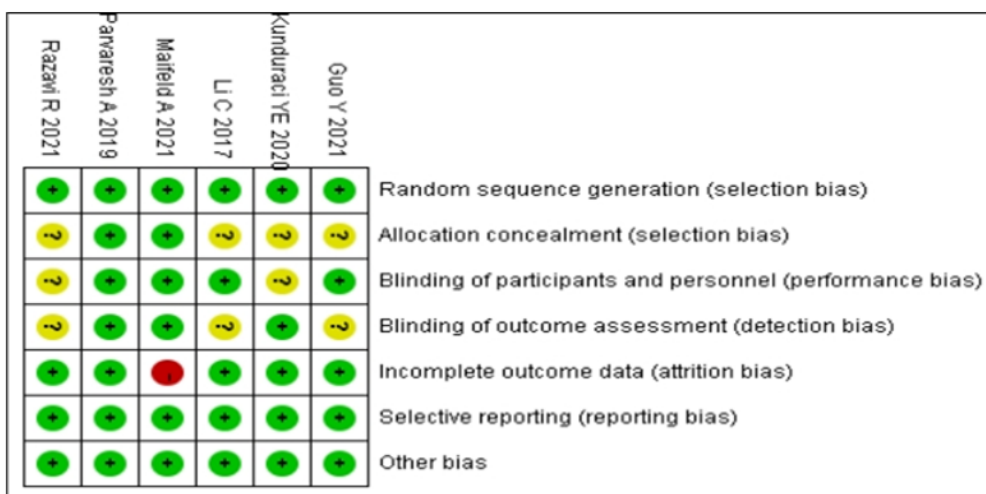 Razavi R 2021
Parvaresh A 2019
Maifeld A 2021
Li C 2017
Kunduraci YE 2020
Guo Y 2021
+ + + + + + Random sequence generation (selection bias)
? + + ? ? ? Allocation concealment (selection bias)
? + + + ? + Blinding of participants and personnel (performance bias)
? + + ? + ? Blinding of outcome assessment (detection bias)
+ + - + + + Incomplete outcome data (attrition bias)
+ + + + + + Selective reporting (reporting bias)
+ + + + + + Other bias